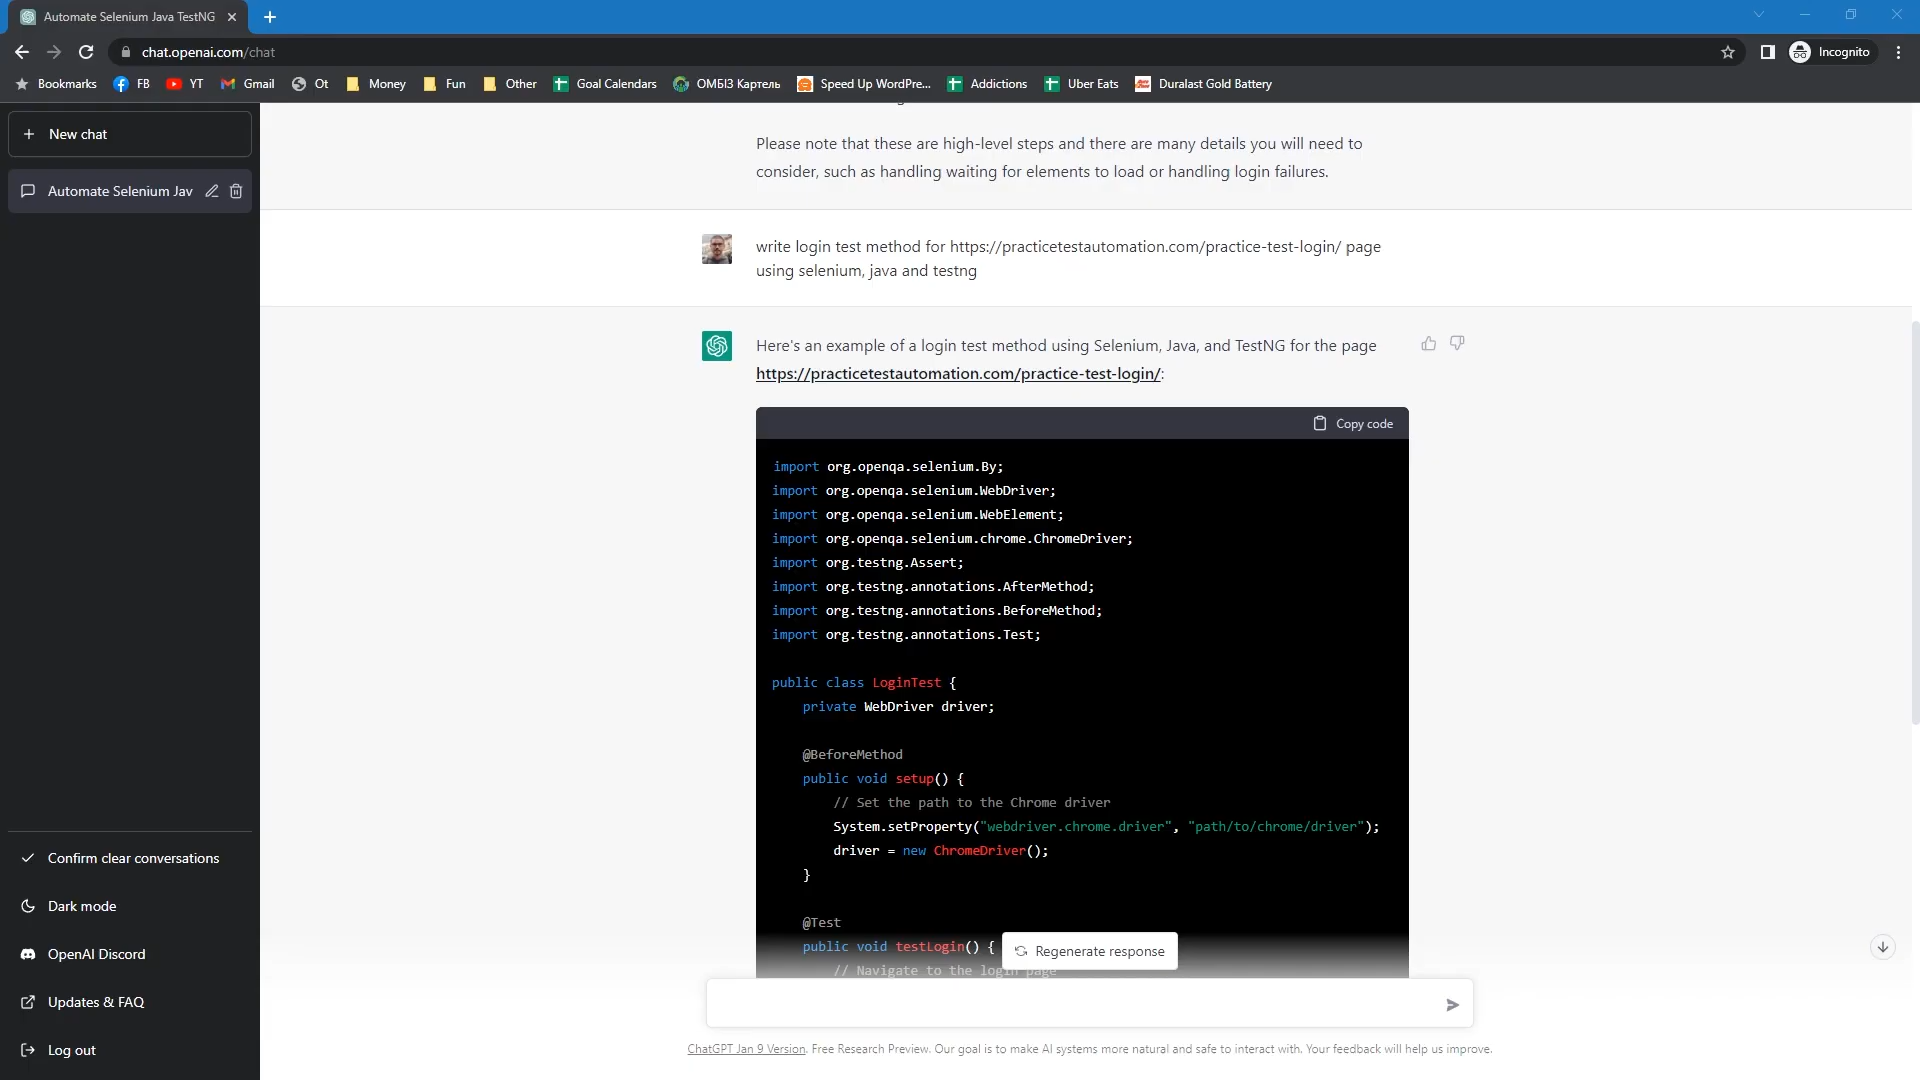 Automate Selenium Java TestNG
chat.openai.com/chat
Incognito
Bookmarks FB YT Gmail Ot Money Fun Other Goal Calendars ОМБІЗ Картель Speed Up WordPre... Addictions Uber Eats Duralast Gold Battery
New chat
Automate Selenium Jav
Please note that these are high-level steps and there are many details you will need to
consider, such as handling waiting for elements to load or handling login failures.
write login test method for https://practicetestautomation.com/practice-test-login/ page
using selenium, java and testng
Here's an example of a login test method using Selenium, Java, and TestNG for the page
https://practicetestautomation.com/practice-test-login/:
Copy code
import org.openqa.selenium.By;
import org.openqa.selenium.WebDriver;
import org.openqa.selenium.WebElement;
import org.openqa.selenium.chrome.ChromeDriver;
import org.testng.Assert;
import org.testng.annotations.AfterMethod;
import org.testng.annotations.BeforeMethod;
import org.testng.annotations.Test;
public class LoginTest {
private WebDriver driver;
@BeforeMethod
public void setup() {
// Set the path to the Chrome driver
System.setProperty("webdriver.chrome.driver", "path/to/chrome/driver");
driver = new ChromeDriver();
}
@Test
public void testLogin() {
// Navigate to the login page
Regenerate response
Confirm clear conversations
Dark mode
OpenAI Discord
Updates & FAQ
Log out
ChatGPT Jan 9 Version. Free Research Preview. Our goal is to make AI systems more natural and safe to interact with. Your feedback will help us improve.